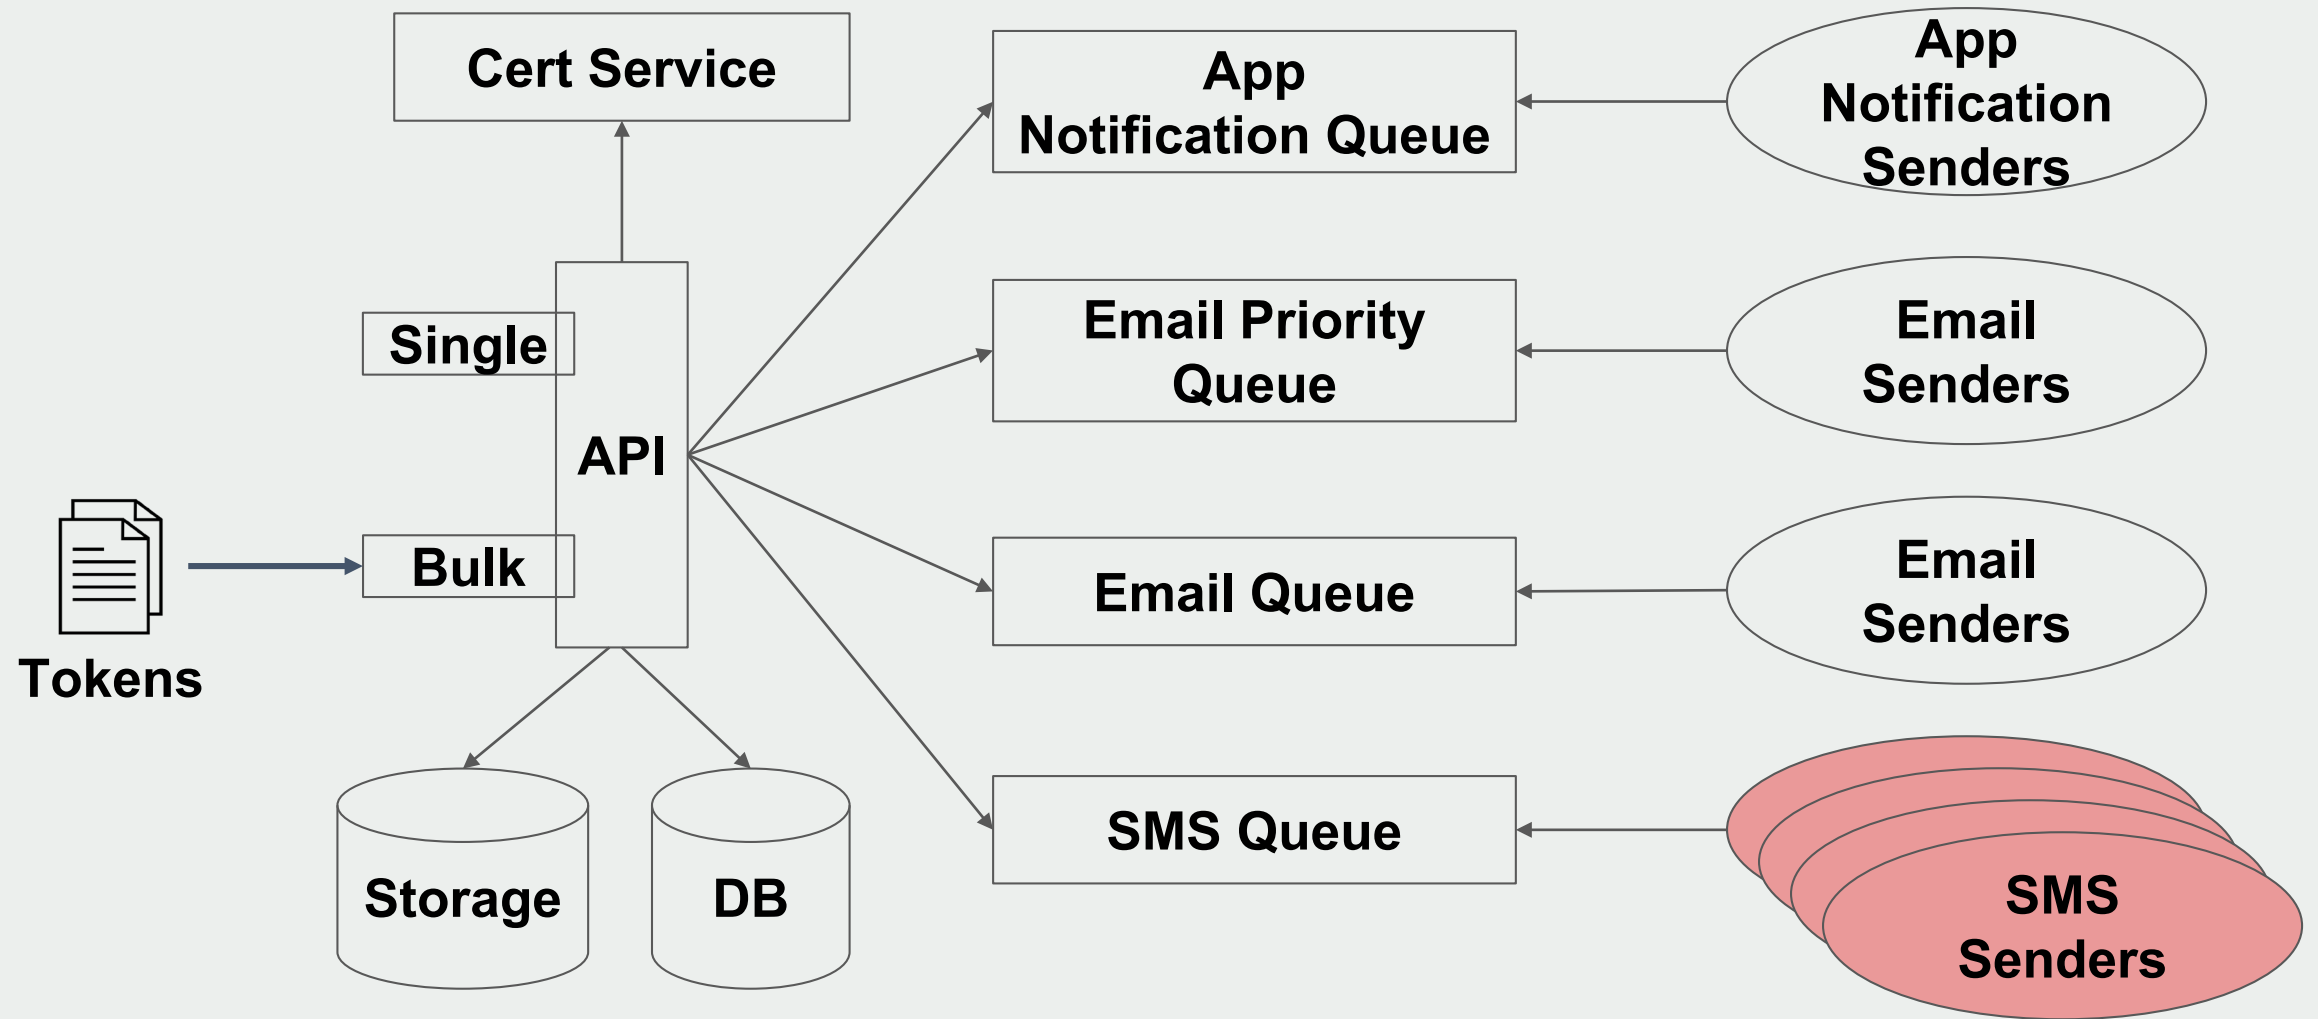 Cert Service
App
Notification Queue
App
Notification
Senders
Single
API
Email Priority
Queue
Email
Senders
Bulk
Tokens
Email Queue
Email
Senders
Storage
DB
SMS Queue
SMS
Senders